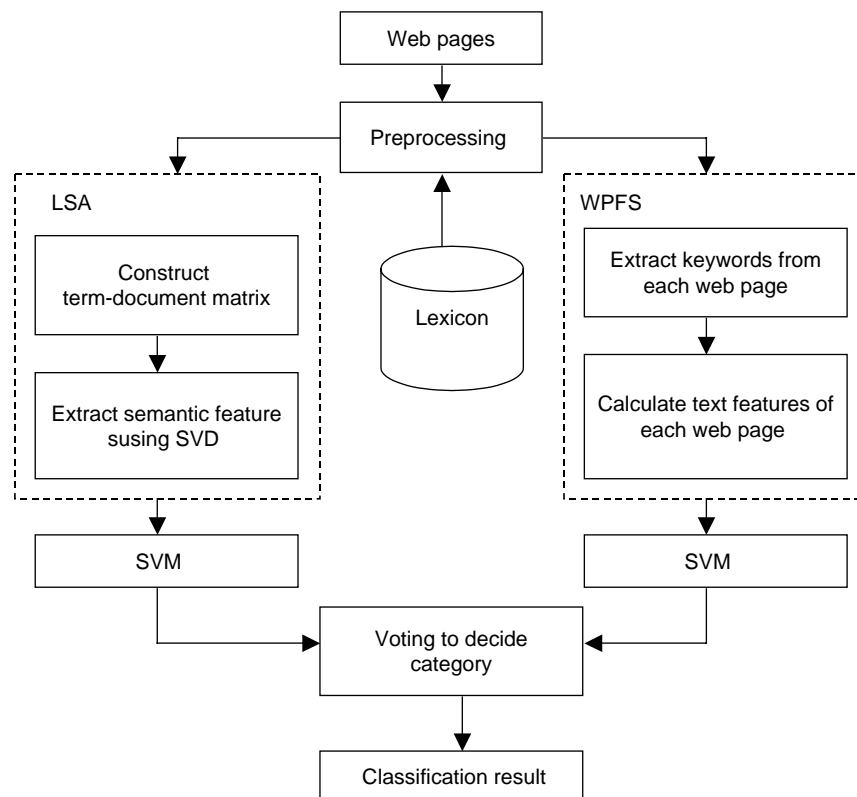 Web pages
Preprocessing
LSA
Construct
term-document matrix
Extract semantic feature
susing SVD
SVM
Lexicon
WPFS
Extract keywords from
each web page
Calculate text features of
each web page
SVM
Voting to decide
category
Classification result